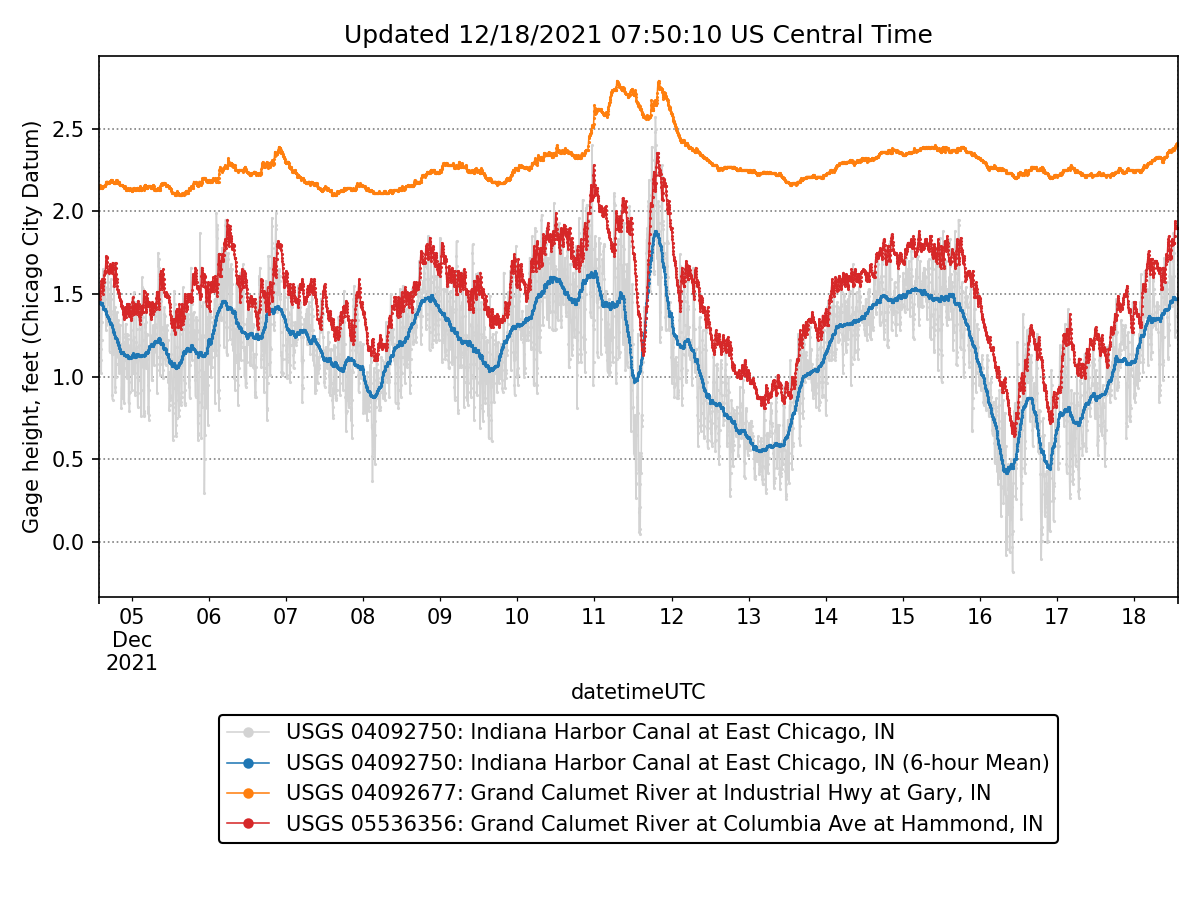 Updated 12/18/2021 07:50:10 US Central Time
Gage height, feet (Chicago City Datum)
2.5
2.0
1.5
1.0
0.5
0.0
05 06 07 08 09 10 11 12 13 14 15 16 17 18
Dec
2021
datetimeUTC
USGS 04092750: Indiana Harbor Canal at East Chicago, IN
USGS 04092750: Indiana Harbor Canal at East Chicago, IN (6-hour Mean)
USGS 04092677: Grand Calumet River at Industrial Hwy at Gary, IN
USGS 05536356: Grand Calumet River at Columbia Ave at Hammond, IN